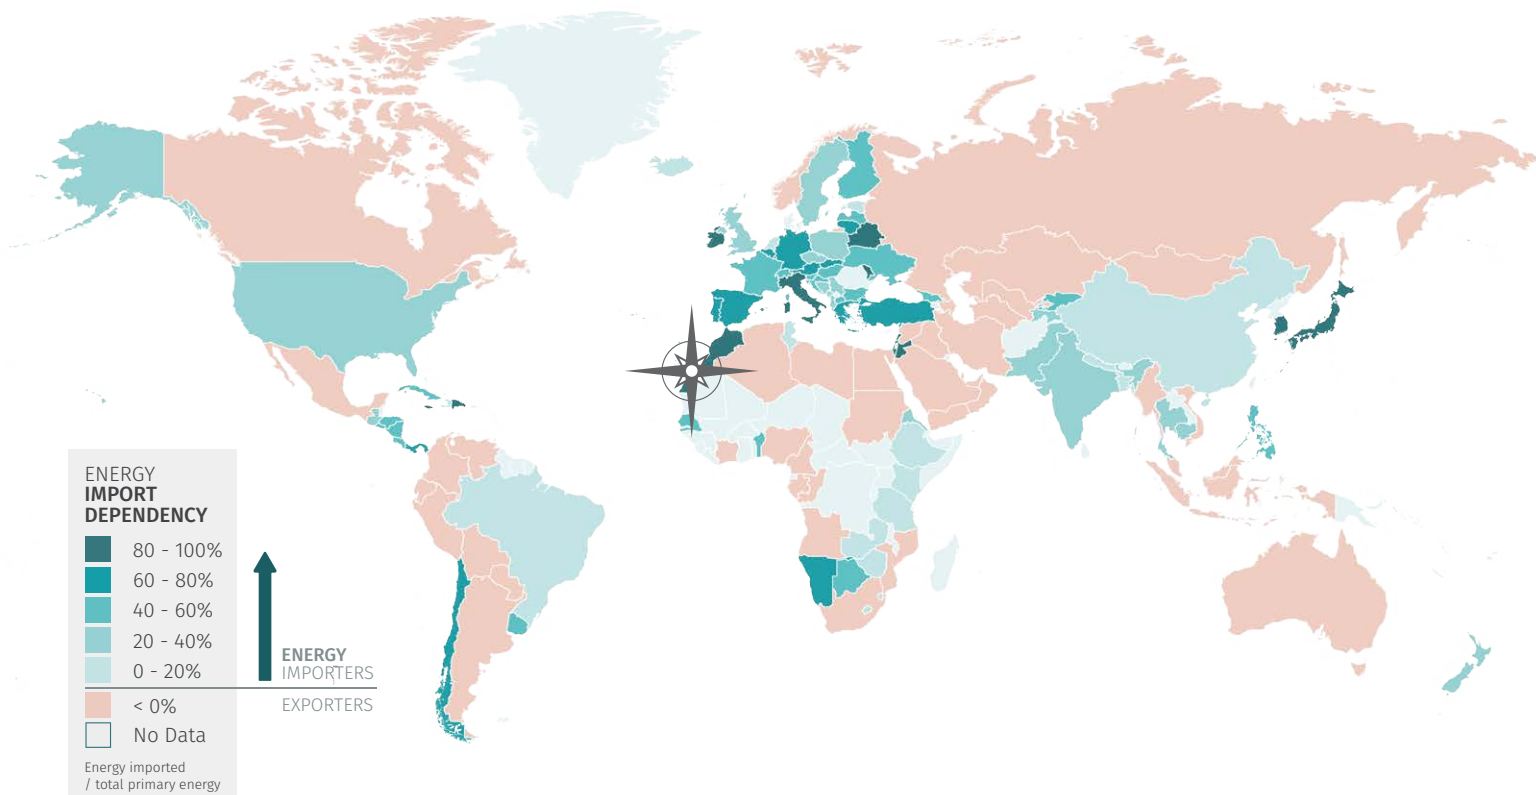 ENERGY
IMPORT
DEPENDENCY
80 - 100%
60 - 80%
40 - 60%
20 - 40%
0 - 20%
< 0%
No Data
Energy imported
/ total primary energy
ENERGY
IMPORTERS
EXPORTERS